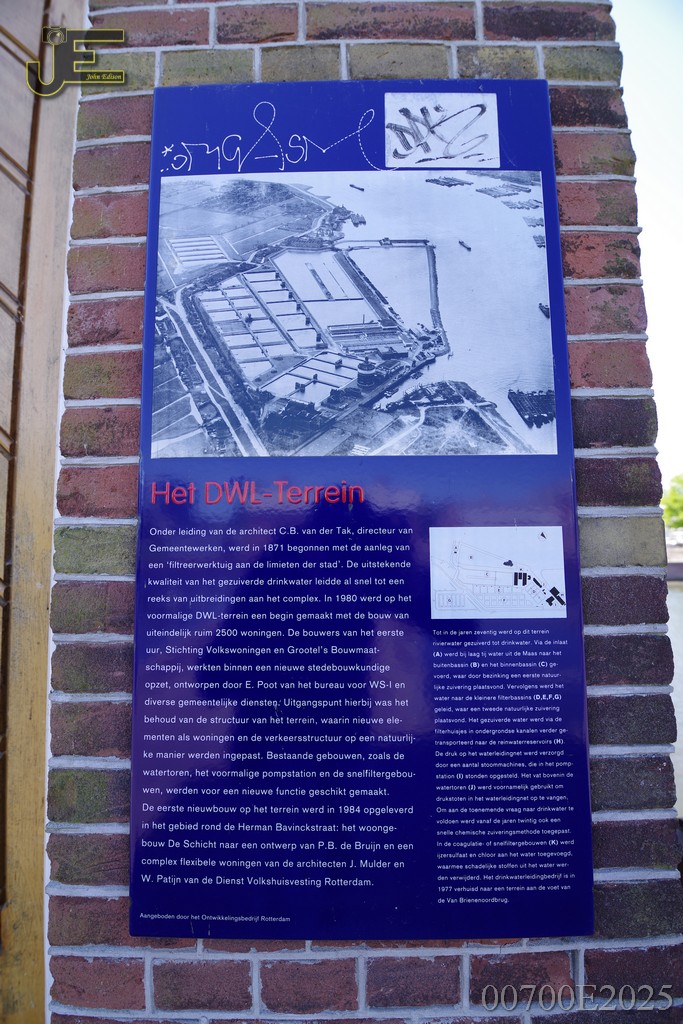 JE
John Edison
Het DWL-Terrein
Onder leiding van de architect C.B. van der Tak, directeur van
Gemeentewerken, werd in 1871 begonnen met de aanleg van
een 'filtreerwerktuig aan de limieten der stad'. De uitstekende
kwaliteit van het gezuiverde drinkwater leidde al snel tot een
reeks van uitbreidingen aan het complex. In 1980 werd op het
voormalige DWL-terrein een begin gemaakt met de bouw van
uiteindelijk ruim 2500 woningen. De bouwers van het eerste
uur, Stichting Volkswoningen en Grootel's Bouwmaat-
schappij, werkten binnen een nieuwe stedebouwkundige
opzet, ontworpen door E. Poot van het bureau voor WS-I en
diverse gemeentelijke diensten. Uitgangspunt hierbij was het
behoud van de structuur van het terrein, waarin nieuwe ele-
menten als woningen en de verkeersstructuur op een natuurlij-
ke manier werden ingepast. Bestaande gebouwen, zoals de
watertoren, het voormalige pompstation en de snelfiltergebou-
wen, werden voor een nieuwe functie geschikt gemaakt.
De eerste nieuwbouw op het terrein werd in 1984 opgeleverd
in het gebied rond de Herman Bavinckstraat: het woonge-
bouw De Schicht naar een ontwerp van P.B. de Bruijn en een
complex flexibele woningen van de architecten J. Mulder en
W. Patijn van de Dienst Volkshuisvesting Rotterdam.
Aangeboden door het Ontwikkelingsbedrijf Rotterdam
Tot in de jaren zeventig werd op dit terrein
rivierwater gezuiverd tot drinkwater. Via de inlaat
(A) werd bij laag tij water uit de Maas naar het
buitenbassin (B) en het binnenbassin (C) ge-
voerd, waar door bezinking een eerste natuur-
lijke zuivering plaatsvond. Vervolgens werd het
water naar de kleinere filterbassins (D,E,F,G)
geleid, waar een tweede natuurlijke zuivering
plaatsvond. Het gezuiverde water werd via de
filterhuisjes in ondergrondse kanalen verder ge-
transporteerd naar de reinwaterreservoirs (H).
De druk op het waterleidingnet werd verzorgd
door een aantal stoommachines, die in het pomp-
station (I) stonden opgesteld. Het vat bovenin de
watertoren (J) werd voornamelijk gebruikt om
drukstoten in het waterleidingnet op te vangen.
Om aan de toenemende vraag naar drinkwater te
voldoen werd vanaf de jaren twintig ook een
snelle chemische zuiveringsmethode toegepast.
In de coagulatie- of snelfiltergebouwen (K) werd
ijzersulfaat en chloor aan het water toegevoegd,
waarmee schadelijke stoffen uit het water wer-
den verwijderd. Het drinkwaterleidingbedrijf is in
1977 verhuisd naar een terrein aan de voet van
de Van Brienenoordbrug.
00700E2025